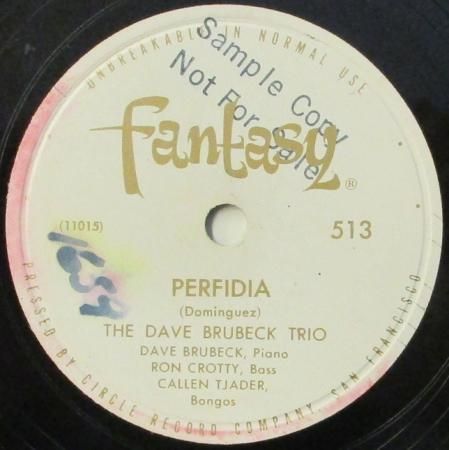 UNBREAKABLE IN NORMAL USE
Sample Copy
Not For Sale
fantasy®
(11015)
513
1659
PERFIDIA
(Dominguez)
THE DAVE BRUBECK TRIO
DAVE BRUBECK, Piano
RON CROTTY, Bass
CALLEN TJADER,
Bongos
PRESSED BY CIRCLE RECORD COMPANY, SAN FRANCISCO